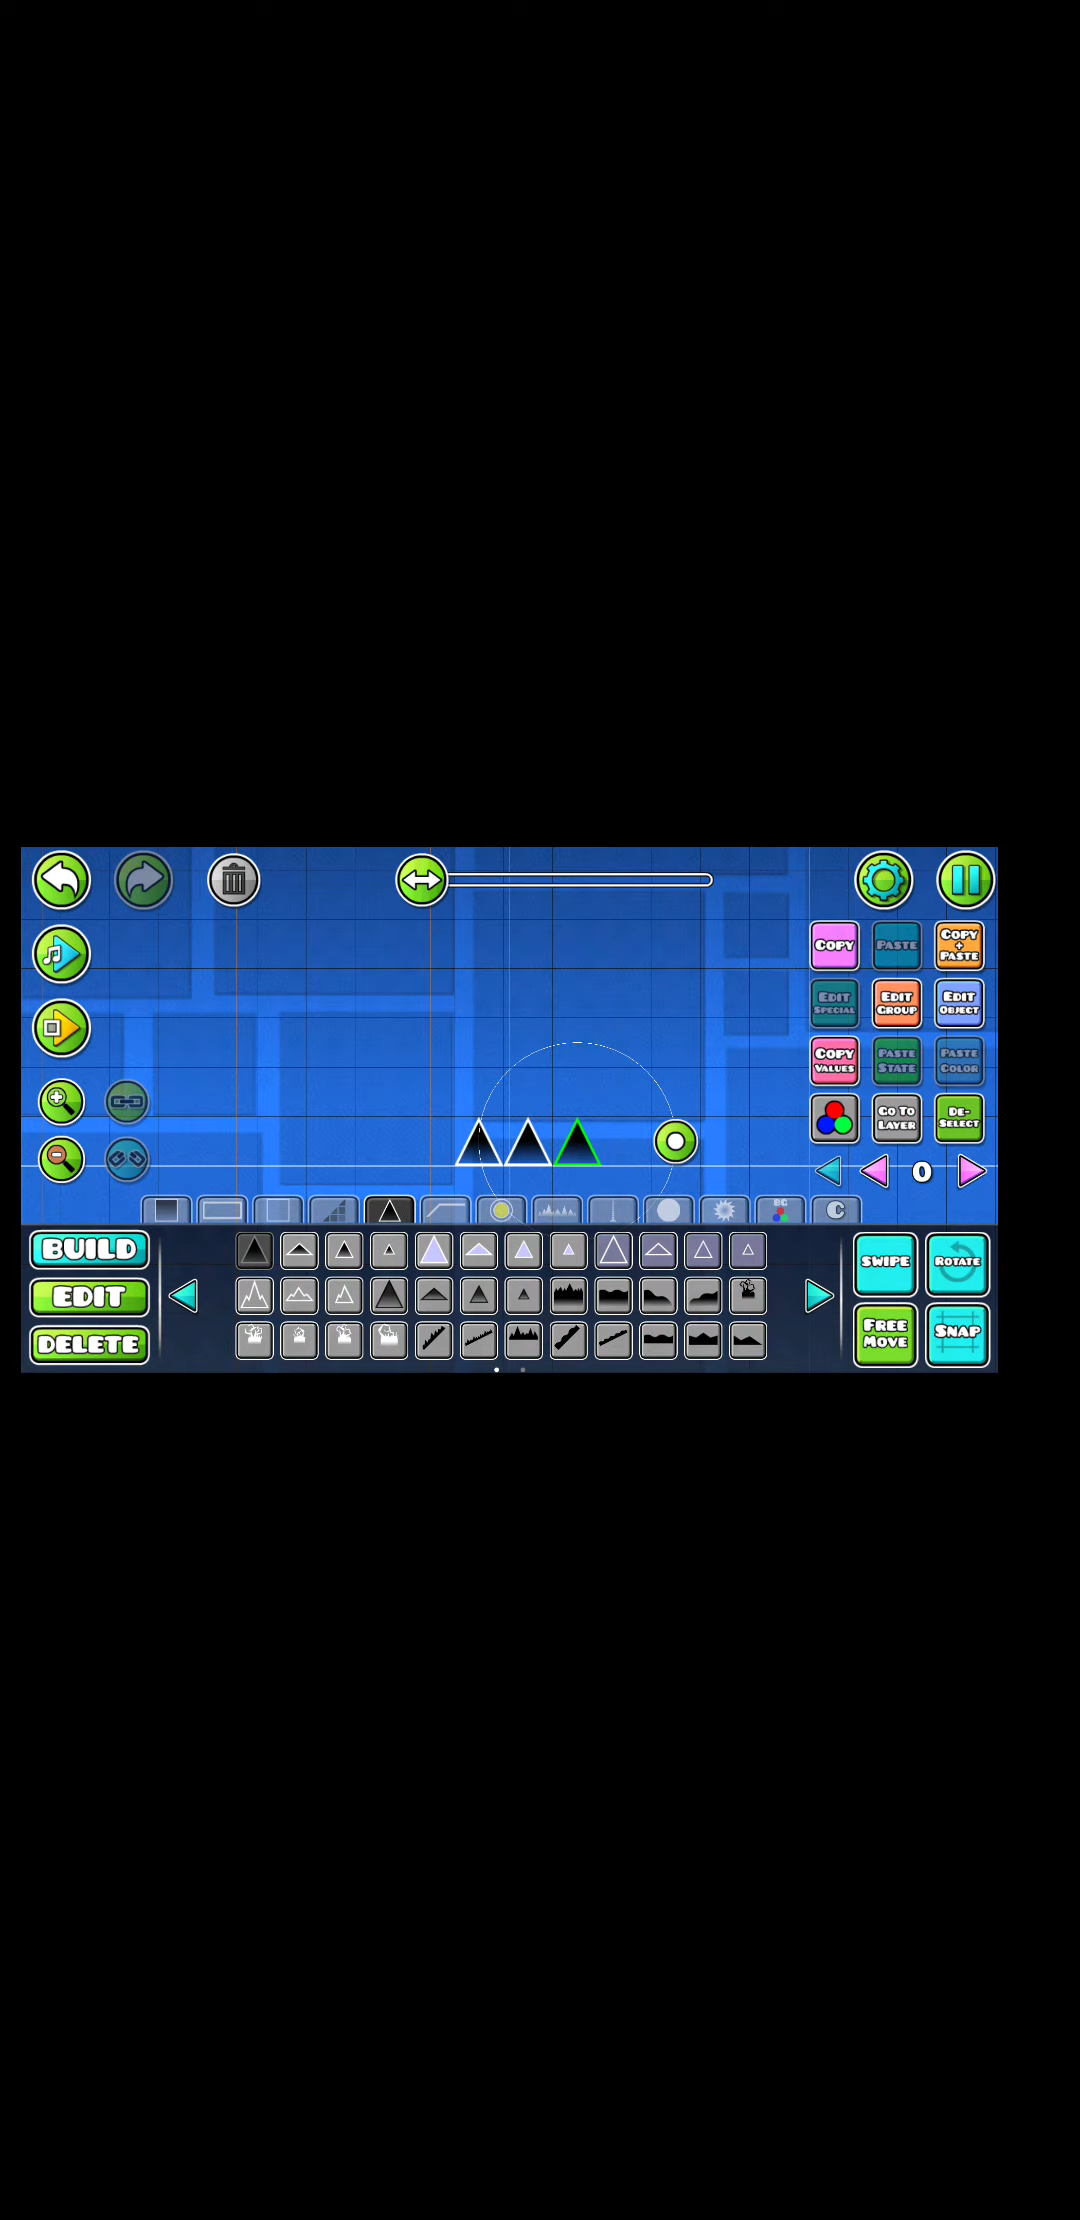 COPY
PASTE
COPY
+
PASTE
EDIT
SPECIAL
EDIT
GROUP
EDIT
OBJECT
COPY
VALUES
PASTE
STATE
PASTE
COLOR
GO TO
LAYER
DE-
SELECT
0
BG
C
BUILD
EDIT
DELETE
SWIPE
ROTATE
FREE
MOVE
SNAP